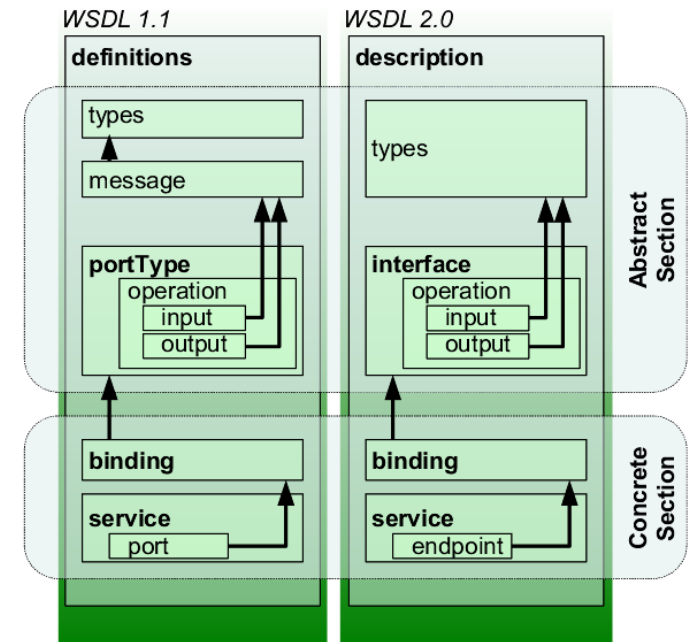 WSDL 1.1
definitions
types
message
portType
operation
input
output
binding
service
port
WSDL 2.0
description
types
interface
operation
input
output
binding
service
endpoint
Abstract
Section
Concrete
Section